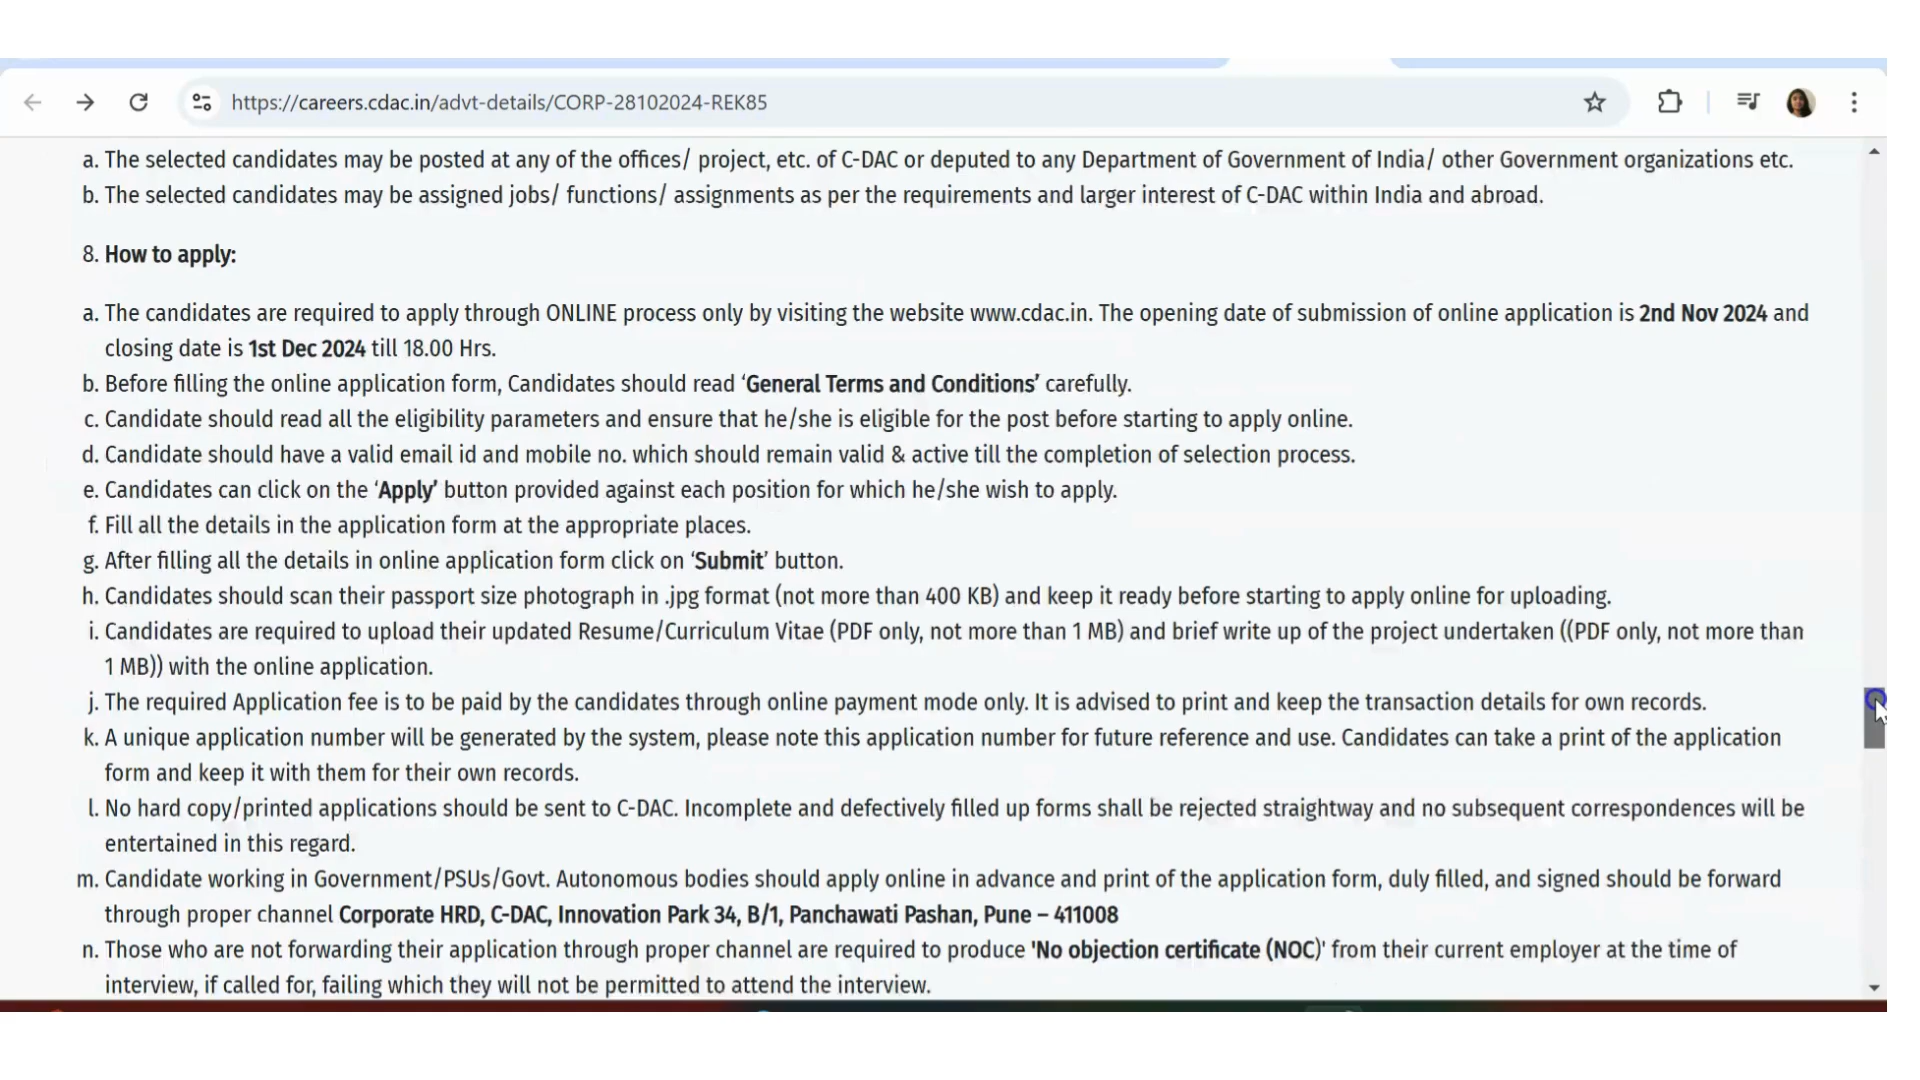 https://careers.cdac.in/advt-details/CORP-28102024-REK85
a. The selected candidates may be posted at any of the offices/ project, etc. of C-DAC or deputed to any Department of Government of India/ other Government organizations etc.
b. The selected candidates may be assigned jobs/ functions/ assignments as per the requirements and larger interest of C-DAC within India and abroad.
8. How to apply:
a. The candidates are required to apply through ONLINE process only by visiting the website www.cdac.in. The opening date of submission of online application is 2nd Nov 2024 and
closing date is 1st Dec 2024 till 18.00 Hrs.
b. Before filling the online application form, Candidates should read ‘General Terms and Conditions’ carefully.
c. Candidate should read all the eligibility parameters and ensure that he/she is eligible for the post before starting to apply online.
d. Candidate should have a valid email id and mobile no. which should remain valid & active till the completion of selection process.
e. Candidates can click on the ‘Apply’ button provided against each position for which he/she wish to apply.
f. Fill all the details in the application form at the appropriate places.
g. After filling all the details in online application form click on ‘Submit’ button.
h. Candidates should scan their passport size photograph in .jpg format (not more than 400 KB) and keep it ready before starting to apply online for uploading.
i. Candidates are required to upload their updated Resume/Curriculum Vitae (PDF only, not more than 1 MB) and brief write up of the project undertaken ((PDF only, not more than
1 MB)) with the online application.
j. The required Application fee is to be paid by the candidates through online payment mode only. It is advised to print and keep the transaction details for own records.
k. A unique application number will be generated by the system, please note this application number for future reference and use. Candidates can take a print of the application
form and keep it with them for their own records.
l. No hard copy/printed applications should be sent to C-DAC. Incomplete and defectively filled up forms shall be rejected straightway and no subsequent correspondences will be
entertained in this regard.
m. Candidate working in Government/PSUs/Govt. Autonomous bodies should apply online in advance and print of the application form, duly filled, and signed should be forward
through proper channel Corporate HRD, C-DAC, Innovation Park 34, B/1, Panchawati Pashan, Pune – 411008
n. Those who are not forwarding their application through proper channel are required to produce 'No objection certificate (NOC)' from their current employer at the time of
interview, if called for, failing which they will not be permitted to attend the interview.